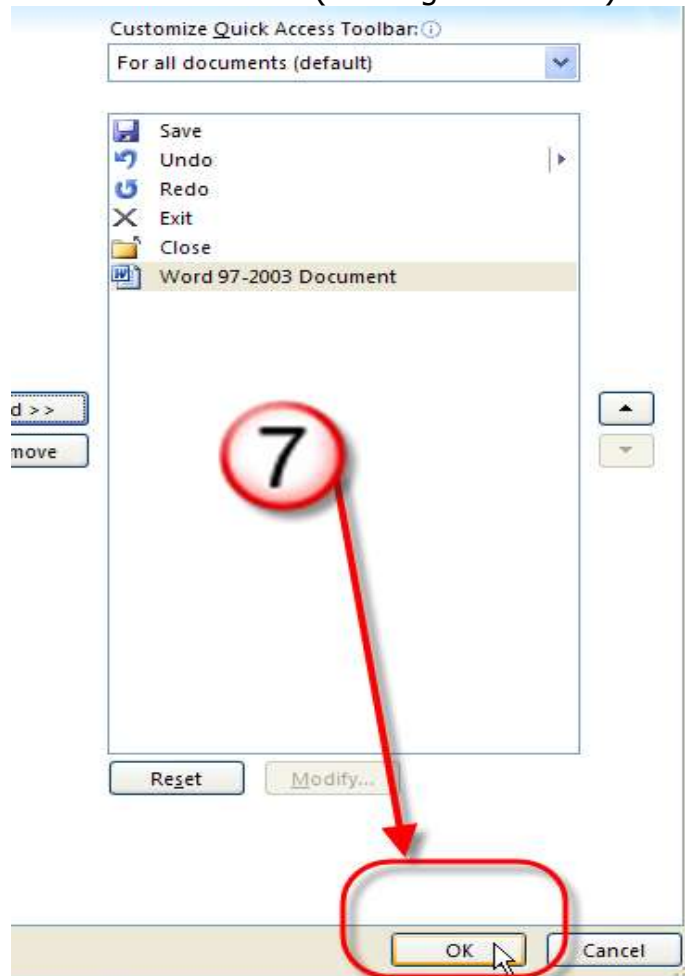 Customize Quick Access Toolbar:
For all documents (default)
Save
Undo
Redo
Exit
Close
Word 97-2003 Document
d >>
move
7
Reset
Modify...
OK
Cancel